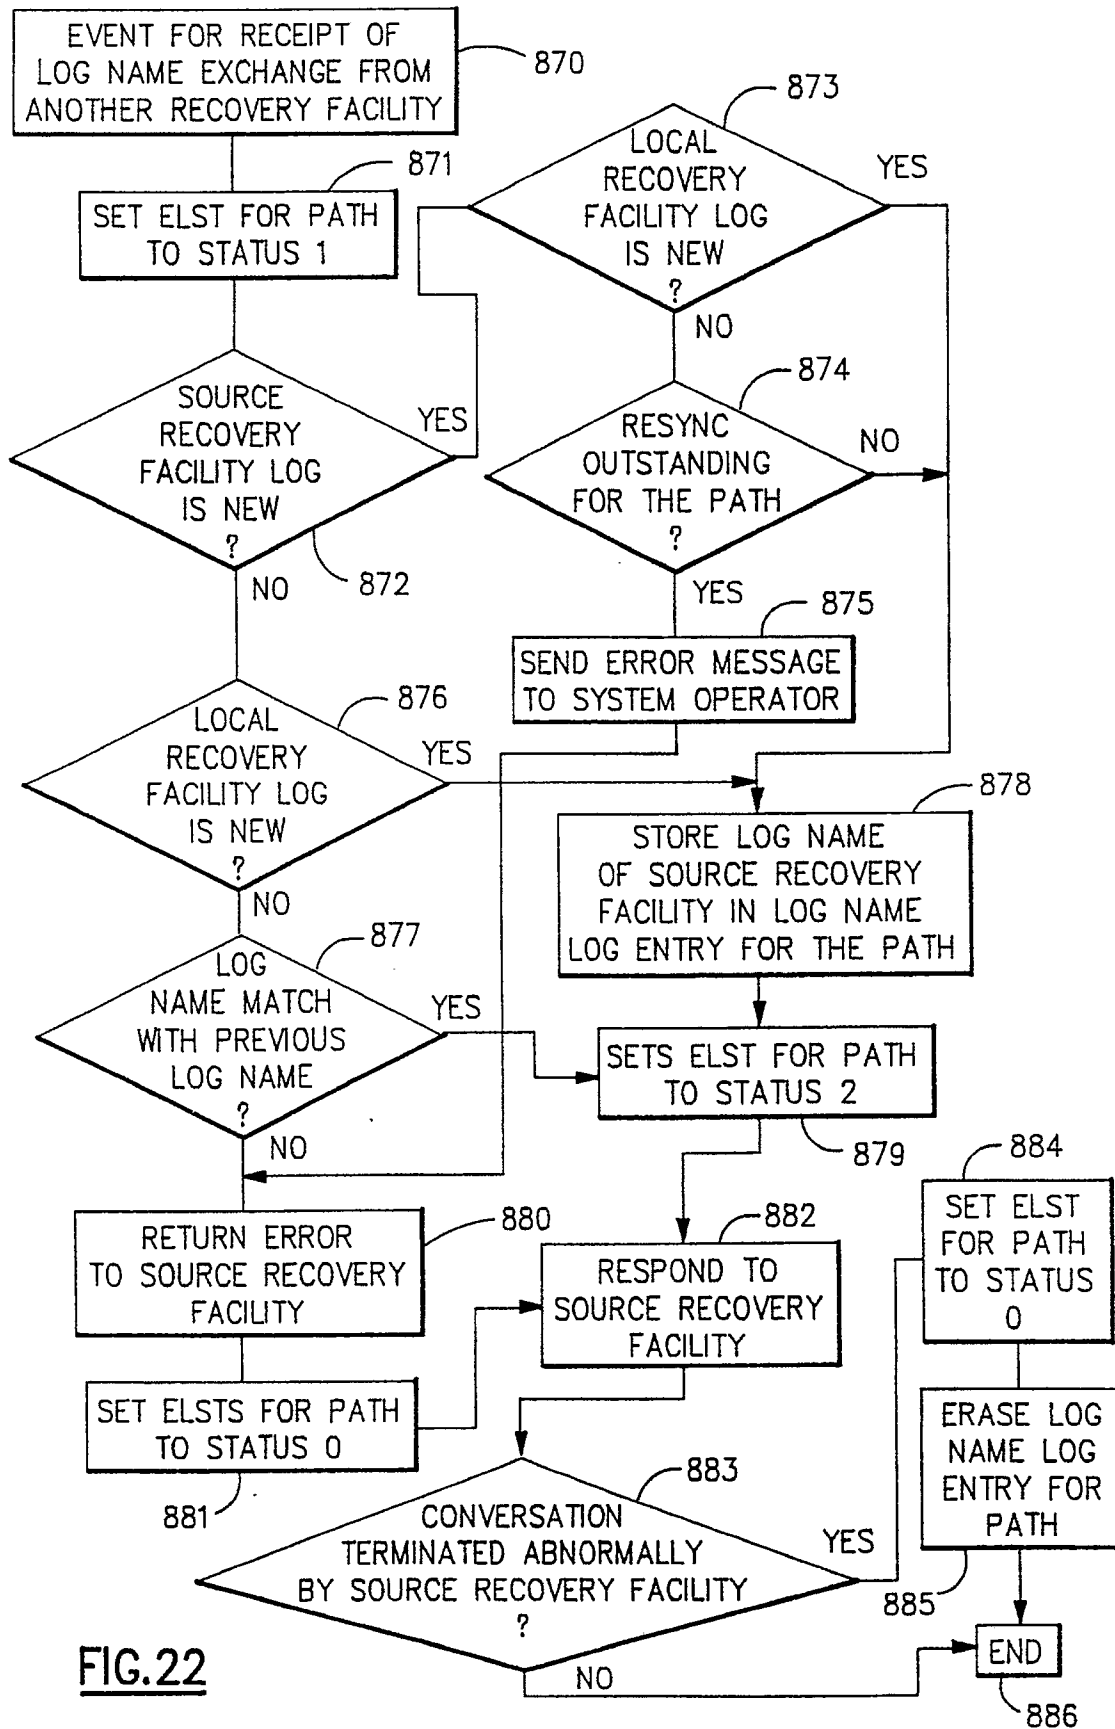 EVENT FOR RECEIPT OF
LOG NAME EXCHANGE FROM
ANOTHER RECOVERY FACILITY
870
871
SET ELST FOR PATH
TO STATUS 1
SOURCE
RECOVERY
FACILITY LOG
IS NEW
?
YES
NO
872
873
LOCAL
RECOVERY
FACILITY LOG
IS NEW
?
YES
NO
874
RESYNC
OUTSTANDING
FOR THE PATH
?
NO
YES
875
SEND ERROR MESSAGE
TO SYSTEM OPERATOR
876
LOCAL
RECOVERY
FACILITY LOG
IS NEW
?
YES
NO
878
STORE LOG NAME
OF SOURCE RECOVERY
FACILITY IN LOG NAME
LOG ENTRY FOR THE PATH
877
LOG
NAME MATCH
WITH PREVIOUS
LOG NAME
?
YES
NO
SETS ELST FOR PATH
TO STATUS 2
879
880
RETURN ERROR
TO SOURCE RECOVERY
FACILITY
882
RESPOND TO
SOURCE RECOVERY
FACILITY
884
SET ELST
FOR PATH
TO STATUS
0
SET ELSTS FOR PATH
TO STATUS 0
881
883
CONVERSATION
TERMINATED ABNORMALLY
BY SOURCE RECOVERY FACILITY
?
YES
NO
ERASE LOG
NAME LOG
ENTRY FOR
PATH
885
END
886
FIG.22